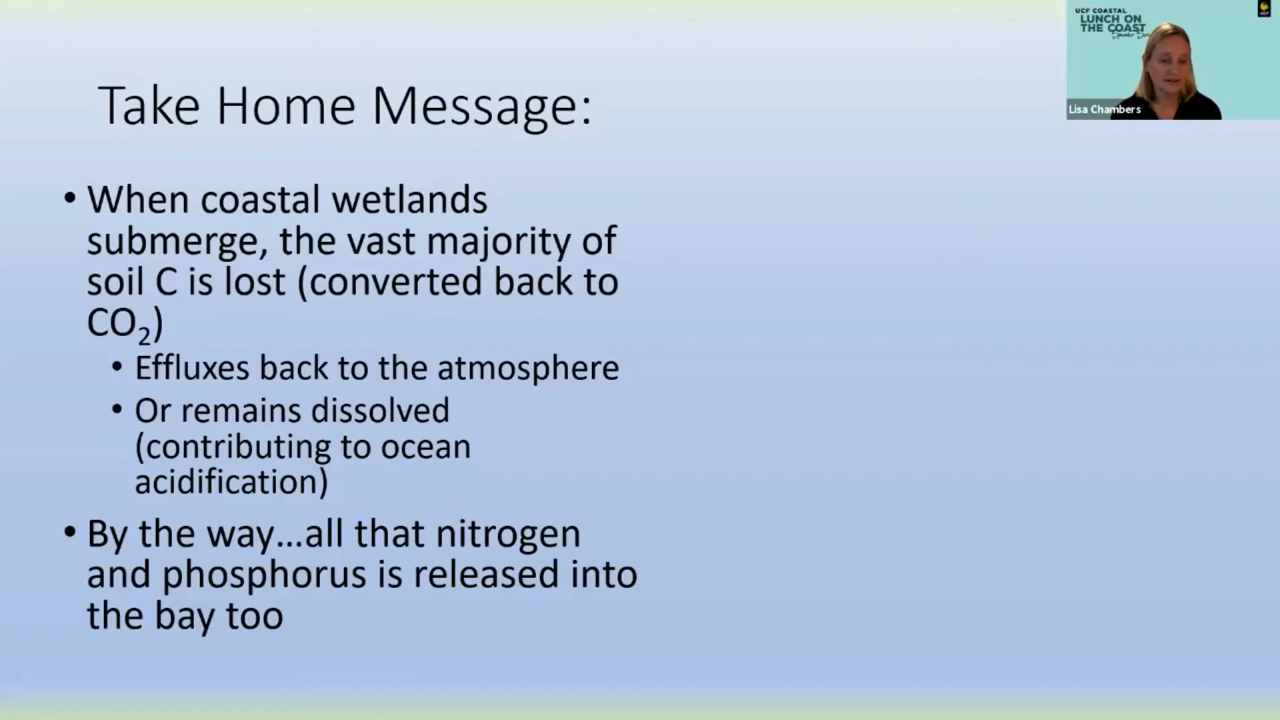 Take Home Message:
• When coastal wetlands
submerge, the vast majority of
soil C is lost (converted back to
CO₂)
• Effluxes back to the atmosphere
• Or remains dissolved
(contributing to ocean
acidification)
• By the way...all that nitrogen
and phosphorus is released into
the bay too
UCF COASTAL
LUNCH ON
THE COAST
Lisa Chambers
UCF